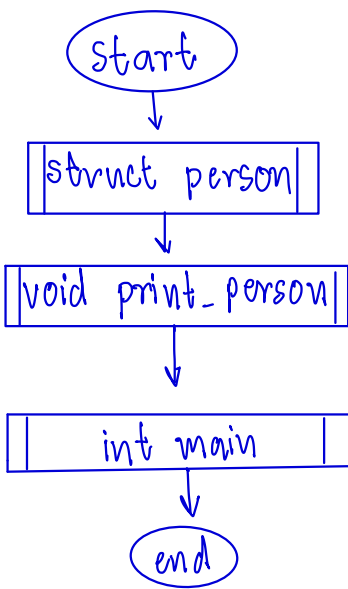 start
struct person
void print_person
int main
end